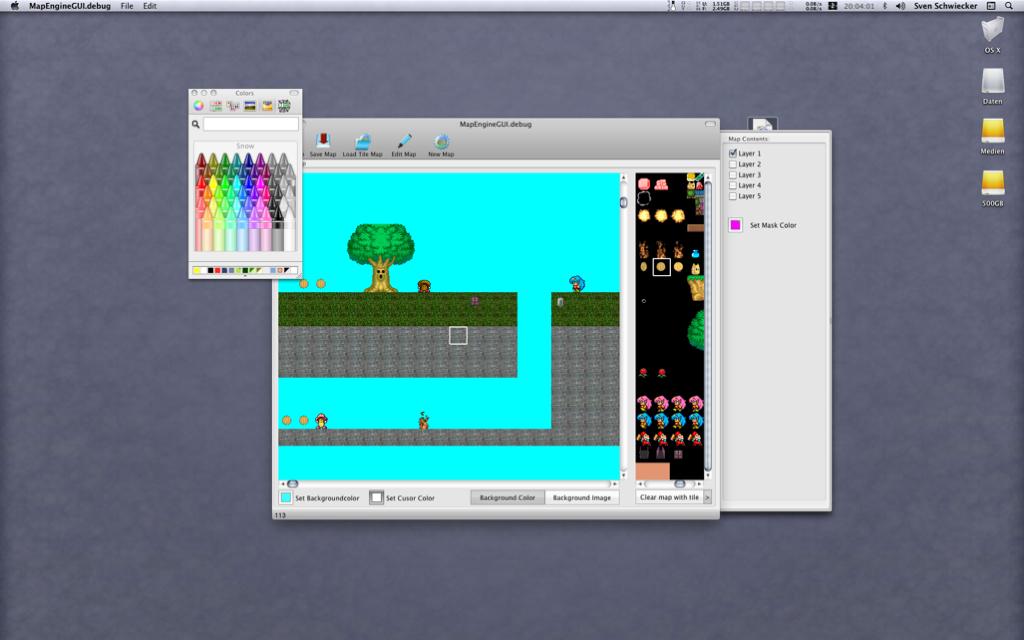 MapEngineGUI.debug File Edit
1.51GB
2.49GB
0.0B/s
0.0B/s
20:04:01
Sven Schwiecker
OS X
Daten
Medien
500GB
Colors
Snow
MapEngineGUI.debug
Save Map Load Tile Map Edit Map New Map
Map Contents:
Layer 1
Layer 2
Layer 3
Layer 4
Layer 5
Set Mask Color
Set Backgroundcolor Set Cusor Color Background Color Background Image Clear map with tile >
113